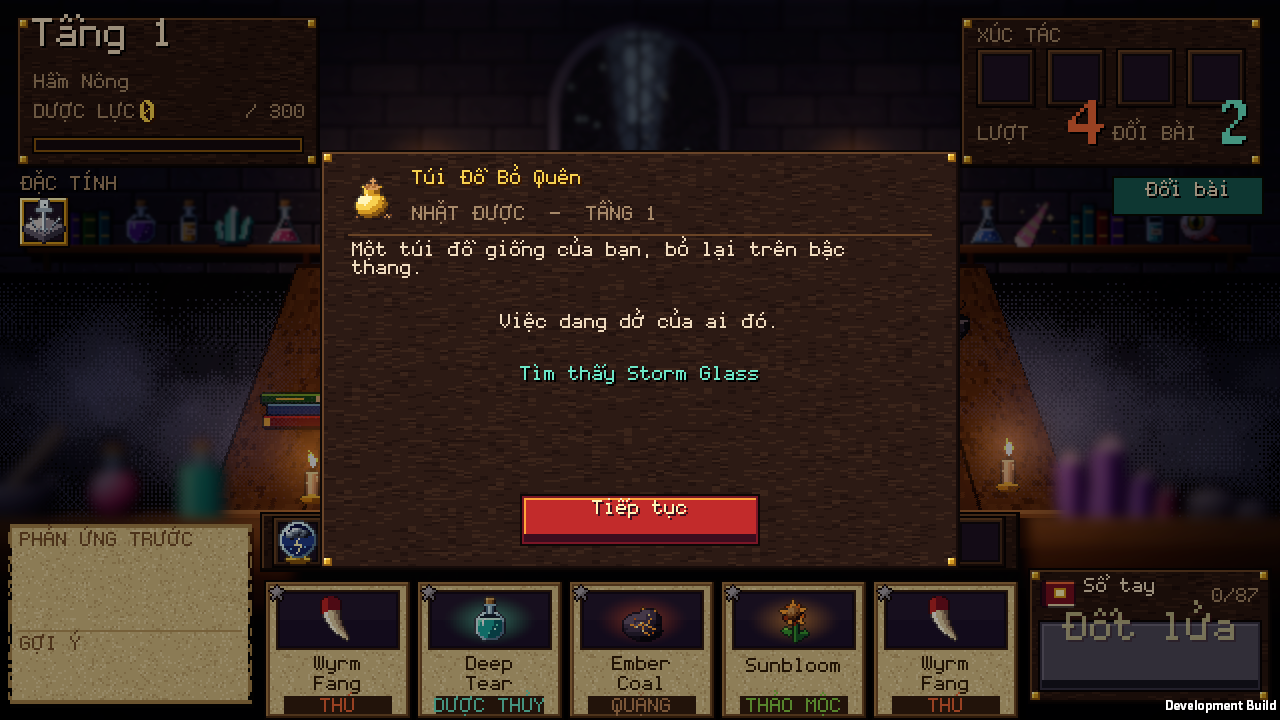 Tầng 1
Hầm Nông
DƯỢC LỰC 0 / 300
ĐẶC TÍNH
XÚC TÁC
LƯỢT 4 ĐỔI BÀI 2
Đổi bài
Túi Đồ Bỏ Quên
NHẶT ĐƯỢC – TẦNG 1
Một túi đồ giống của bạn, bỏ lại trên bậc
thang.
Việc dang dở của ai đó.
Tìm thấy Storm Glass
Tiếp tục
PHẢN ỨNG TRƯỚC
GỢI Ý
Wyrm
Fang
THÚ
Deep
Tear
DƯỢC THỦY
Ember
Coal
QUẶNG
Sunbloom
THẢO MỘC
Wyrm
Fang
THÚ
Sổ tay
0/87
Đốt lửa
Development Build